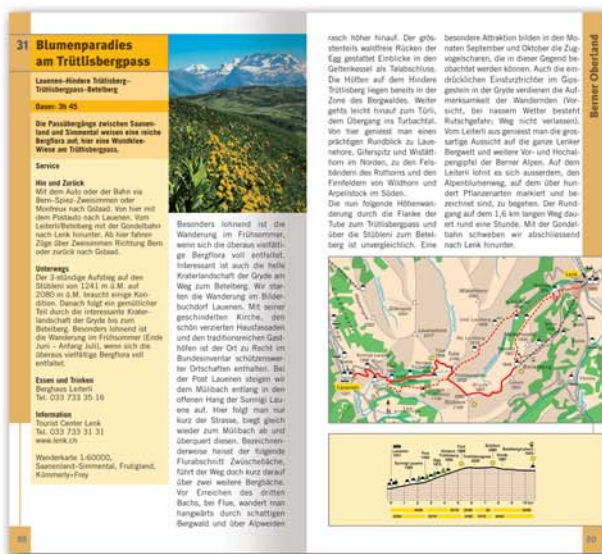 31 Blumenparadies
am Trütlisbergpass
Lauenen–Hindere Trütlisberg–
Trütlisbergpass–Betelberg
Dauer: 3h 45
Die Passübergänge zwischen Saanen-
land und Simmental weisen eine reiche
Bergflora auf; hier eine Wundklee-
Wiese am Trütlisbergpass.
Service
Hin und Zurück
Mit dem Auto oder der Bahn via
Bern–Spiez–Zweisimmen oder
Montreux nach Gstaad. Von hier mit
dem Postauto nach Lauenen. Vom
Leiterli/Betelberg mit der Gondelbahn
nach Lenk hinunter. Ab hier fahren
Züge über Zweisimmen Richtung Bern
oder zurück nach Gstaad.
Unterwegs
Der 3-stündige Aufstieg auf den
Stübleni von 1241 m ü.M. auf
2080 m ü.M. braucht einige Kon-
dition. Danach folgt ein gemütlicher
Teil durch die interessante Krater-
landschaft der Gryde bis zum
Betelberg. Besonders lohnend ist
die Wanderung im Frühsommer (Ende
Juni – Anfang Juli), wenn sich die
überaus vielfältige Bergflora voll
entfaltet.
Essen und Trinken
Berghaus Leiterli
Tel. 033 733 35 16
Information
Tourist Center Lenk
Tel. 033 733 31 31
www.lenk.ch
Wanderkarte 1:60000,
Saanenland–Simmental, Frutigland,
Kümmerly+Frey
88
Besonders lohnend ist die
Wanderung im Frühsommer,
wenn sich die überaus vielfälti-
ge Bergflora voll entfaltet.
Interessant ist auch die helle
Kraterlandschaft der Gryde am
Weg zum Betelberg. Wir star-
ten die Wanderung im Bilder-
buchdorf Lauenen. Mit seiner
geschindelten Kirche, den
schön verzierten Hausfassaden
und den traditionreichen Gast-
höfen ist der Ort zu Recht im
Bundesinventar schützenswer-
ter Ortschaften enthalten. Bei
der Post Lauenen steigen wir
dem Mülibach entlang in den
offenen Hang der Sunnigi Lau-
ene auf. Hier folgt man nur
kurz der Strasse, biegt gleich
wieder zum Mülibach ab und
überquert diesen. Bezeichnen-
derweise heisst der folgende
Flurabschnitt Zwüschebäche,
führt der Weg doch kurz darauf
über zwei weitere Bergbäche.
Vor Erreichen des dritten
Bachs, bei Flue, wandert man
hangwärts durch schattigen
Bergwald und über Alpweiden
rasch höher hinauf. Der grös-
stenteils waldfreie Rücken der
Egg gestattet Einblicke in den
Geltenkessel als Talabschluss.
Die Hütten auf dem Hindere
Trütlisberg liegen bereits in der
Zone des Bergwaldes. Weiter
gehts leicht hinauf zum Türli,
dem Übergang ins Turbachtal.
Von hier geniesst man einen
prächtigen Rundblick zu Laue-
nehore, Giferspitz und Wistätt-
horn im Norden, zu den Fels-
bändern des Rothorns und den
Firnfeldern von Wildhorn und
Arpelistock im Süden.
Die nun folgende Höhenwan-
derung durch die Flanke der
Tube zum Trütlisbergpass und
über die Stübleni zum Betel-
berg ist unvergleichlich. Eine
besondere Attraktion bilden in den Mo-
naten September und Oktober die Zug-
vogelscharen, die in dieser Gegend be-
obachtet werden können. Auch die ein-
drücklichen Einsturztrichter im Gips-
gestein in der Gryde verdienen die Auf-
merksamkeit der Wandernden (Vor-
sicht, bei nassem Wetter besteht
Rutschgefahr; Weg nicht verlassen).
Vom Leiterli aus geniesst man die gros-
sartige Aussicht auf die ganze Lenker
Bergwelt und weitere Vor- und Hochal-
pengipfel der Berner Alpen. Auf dem
Leiterli lohnt es sich ausserdem, den
Alpenblumenweg, auf dem über hun-
dert Pflanzenarten markiert und be-
zeichnet sind, zu begehen. Der Rund-
gang auf dem 1,6 km langen Weg dau-
ert rund eine Stunde. Mit der Gondel-
bahn schweben wir abschliessend
nach Lenk hinunter.
Berner Oberland
Lenk
Lauenen
Tube
Stübleni
89